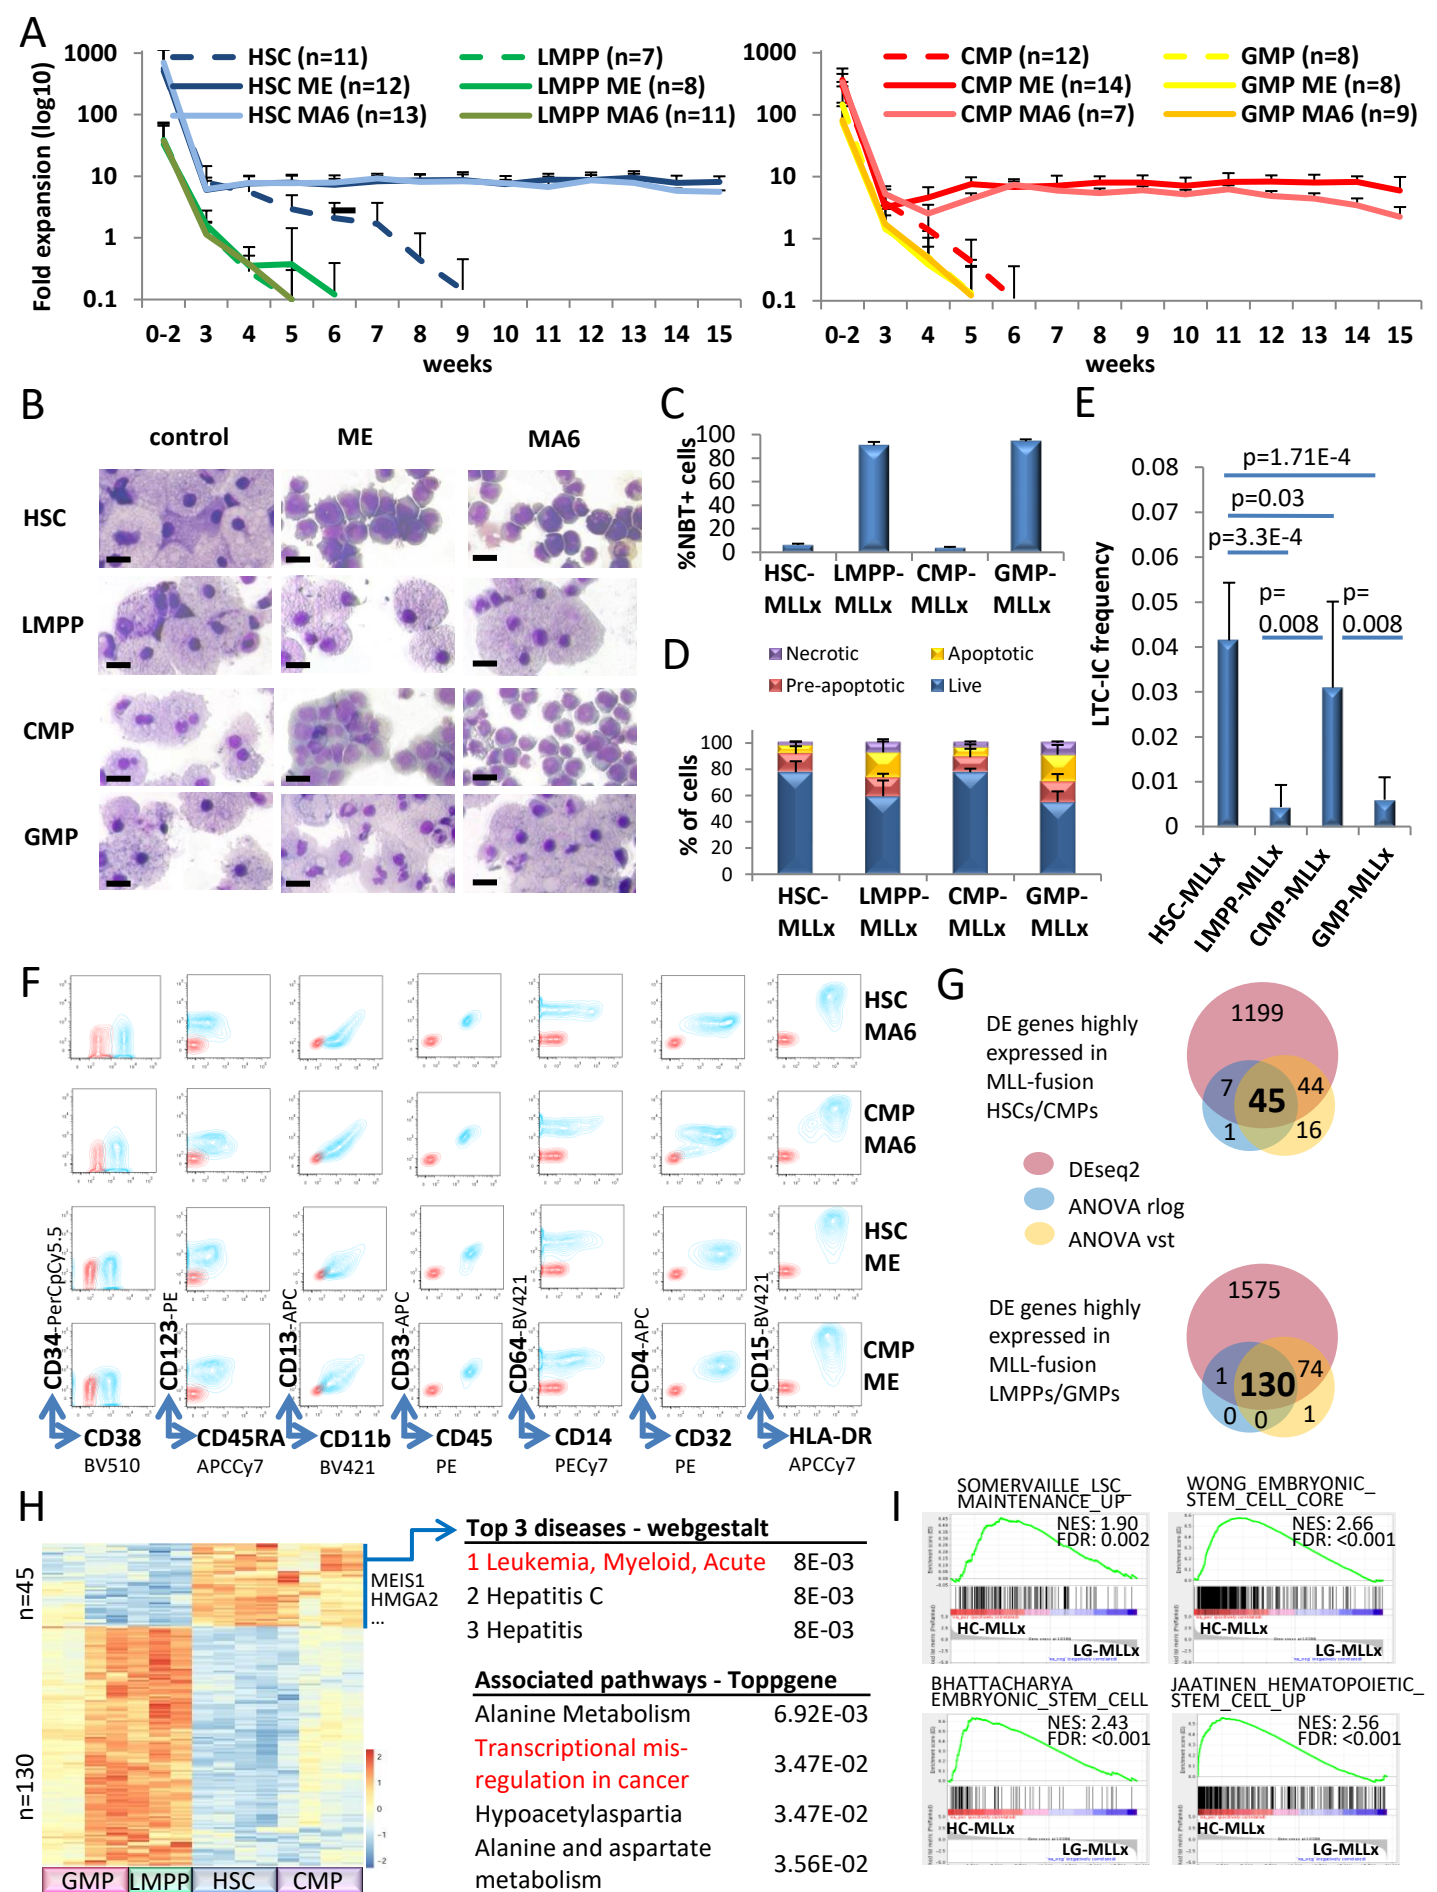 A
Fold expansion (log10)
1000
100
10
1
0.1
HSC (n=11)
HSC ME (n=12)
HSC MA6 (n=13)
LMPP (n=7)
LMPP ME (n=8)
LMPP MA6 (n=11)
0-2 3 4 5 6 7 8 9 10 11 12 13 14 15
weeks
1000
100
10
1
0.1
CMP (n=12)
CMP ME (n=14)
CMP MA6 (n=7)
GMP (n=8)
GMP ME (n=8)
GMP MA6 (n=9)
0-2 3 4 5 6 7 8 9 10 11 12 13 14 15
weeks
B
control ME MA6
HSC
LMPP
CMP
GMP
C
%NBT+ cells
100
80
60
40
20
0
HSC-MLLx
LMPP-MLLx
CMP-MLLx
GMP-MLLx
D
Necrotic
Apoptotic
Pre-apoptotic
Live
% of cells
100
80
60
40
20
0
HSC-MLLx
LMPP-MLLx
CMP-MLLx
GMP-MLLx
E
LTC-IC frequency
0.08
0.07
0.06
0.05
0.04
0.03
0.02
0.01
0
p=1.71E-4
p=0.03
p=3.3E-4
p=0.008
p=0.008
HSC-MLLx
LMPP-MLLx
CMP-MLLx
GMP-MLLx
F
HSC MA6
CMP MA6
HSC ME
CMP ME
CD34-PerCpCy5.5
CD123-PE
CD13-APC
CD33-APC
CD64-BV421
CD4-APC
CD15-BV421
CD38 CD45RA CD11b CD45 CD14 CD32 HLA-DR
BV510 APCCy7 BV421 PE PECy7 PE APCCy7
G
DE genes highly
expressed in
MLL-fusion
HSCs/CMPs
1199
7
45
44
1
16
DEseq2
ANOVA rlog
ANOVA vst
DE genes highly
expressed in
MLL-fusion
LMPPs/GMPs
1575
1
130
74
0
0
1
H
n=45
n=130
MEIS1
HMGA2
...
2
1
0
-1
-2
GMP LMPP HSC CMP
Top 3 diseases - webgestalt
1 Leukemia, Myeloid, Acute 8E-03
2 Hepatitis C 8E-03
3 Hepatitis 8E-03
Associated pathways - Toppgene
Alanine Metabolism 6.92E-03
Transcriptional mis-
regulation in cancer 3.47E-02
Hypoacetylaspartia 3.47E-02
Alanine and aspartate
metabolism 3.56E-02
I
SOMERVAILLE_LSC_
MAINTENANCE_UP
NES: 1.90
FDR: 0.002
HC-MLLx
LG-MLLx
WONG_EMBRYONIC_
STEM_CELL_CORE
NES: 2.66
FDR: <0.001
HC-MLLx
LG-MLLx
BHATTACHARYA_
EMBRYONIC_STEM_CELL
NES: 2.43
FDR: <0.001
HC-MLLx
LG-MLLx
JAATINEN_HEMATOPOIETIC_
STEM_CELL_UP
NES: 2.56
FDR: <0.001
HC-MLLx
LG-MLLx